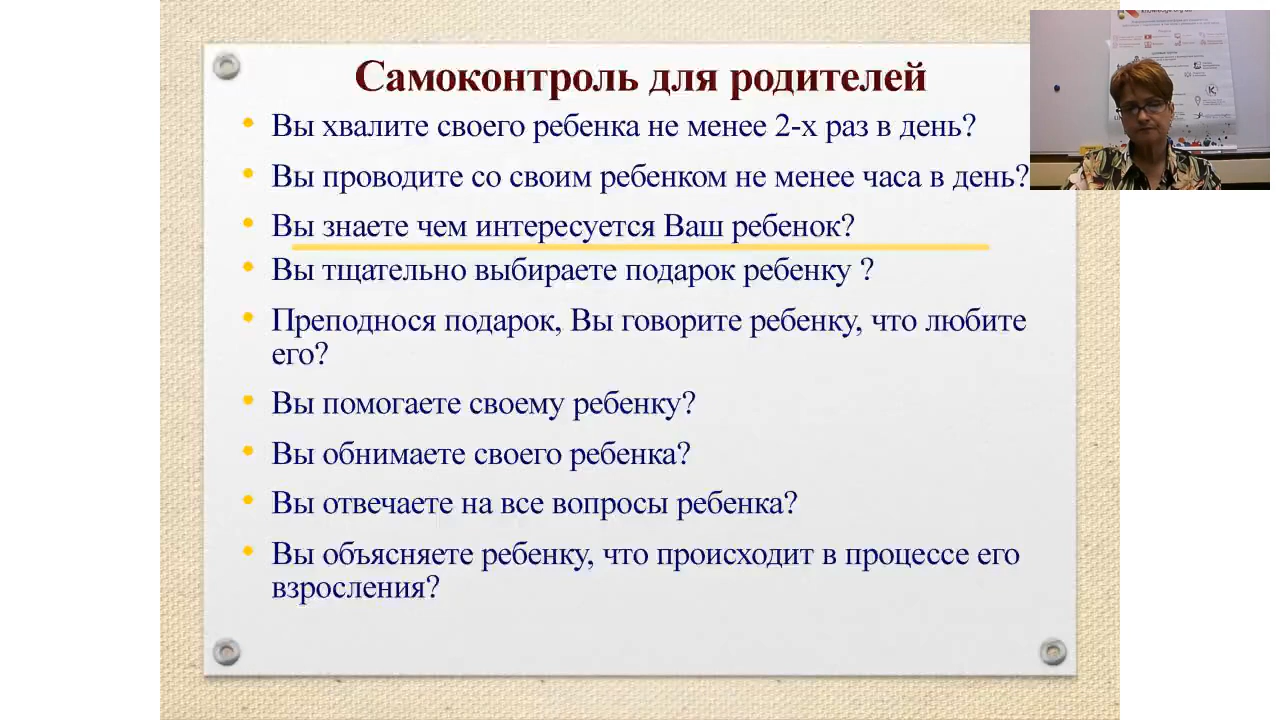 Самоконтроль для родителей
• Вы хвалите своего ребенка не менее 2-х раз в день?
• Вы проводите со своим ребенком не менее часа в день?
• Вы знаете чем интересуется Ваш ребенок?
• Вы тщательно выбираете подарок ребенку ?
• Преподнося подарок, Вы говорите ребенку, что любите
его?
• Вы помогаете своему ребенку?
• Вы обнимаете своего ребенка?
• Вы отвечаете на все вопросы ребенка?
• Вы объясняете ребенку, что происходит в процессе его
взросления?